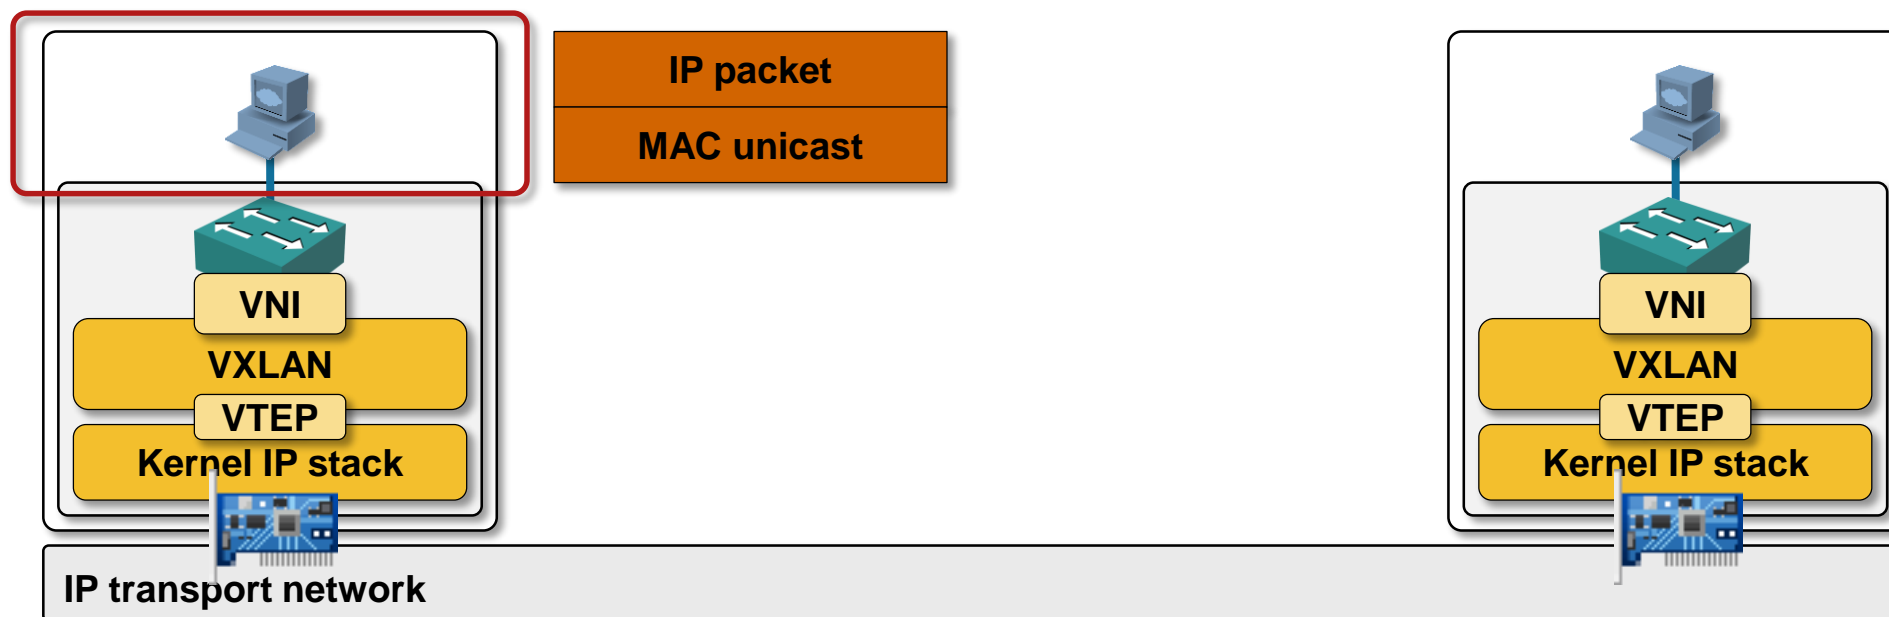 IP packet
MAC unicast
VNI
VXLAN
VTEP
Kernel IP stack
VNI
VXLAN
VTEP
Kernel IP stack
IP transport network